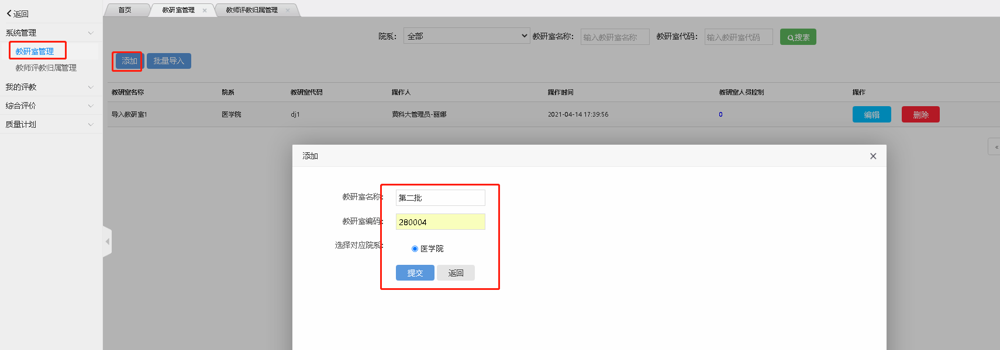 返回
首页
教研室管理
教师评教归属管理
系统管理
教研室管理
教师评教归属管理
我的评教
综合评价
质量计划
院系： 全部 教研室名称： 输入教研室名称 教研室代码： 输入教研室代码 搜索
添加 批量导入
教研室名称 院系 教研室代码 操作人 操作时间 教研室人员控制 操作
导入教研室1 医学院 dj1 黄科大管理员-丽娜 2021-04-14 17:39:56 0 编辑 删除
«
添加
教研室名称: 第二批
教研室编码: 280004
选择对应院系: 医学院
提交 返回